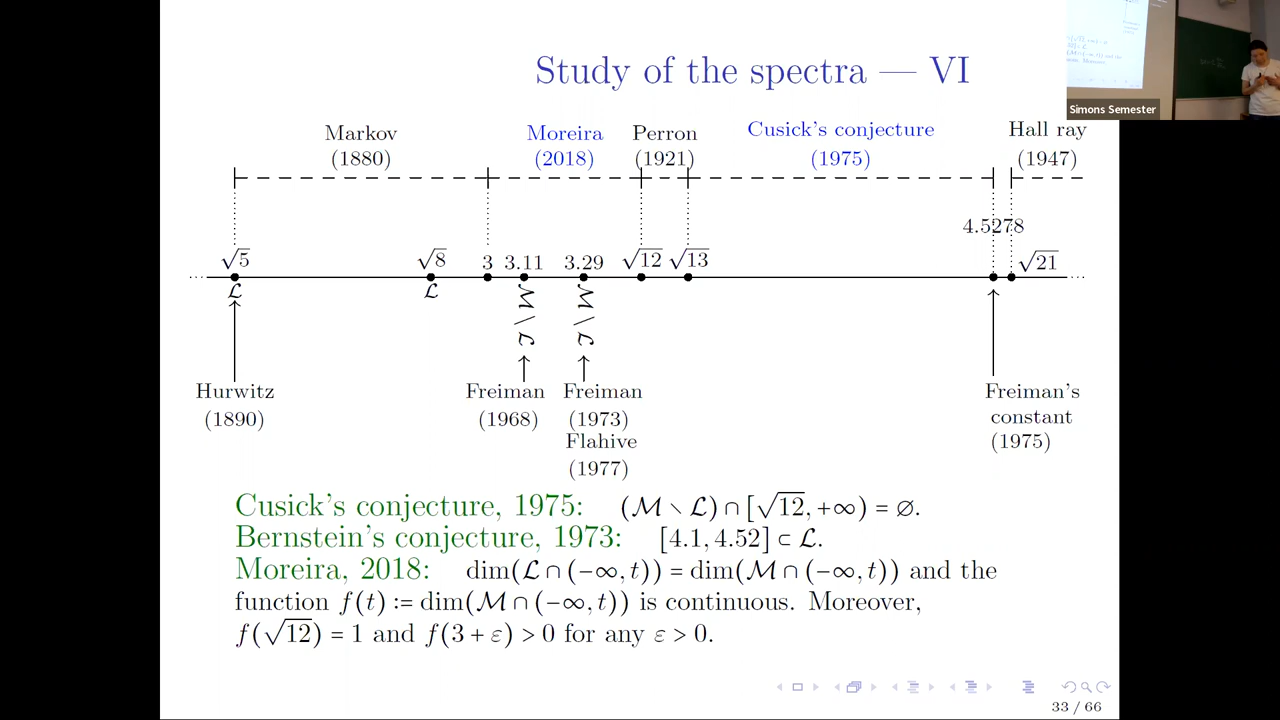 Study of the spectra — VI
Simons Semester
Markov
(1880)
Moreira
(2018)
Perron
(1921)
Cusick's conjecture
(1975)
Hall ray
(1947)
4.5278
√5
√8
3
3.11
3.29
√12
√13
√21
ℒ
ℒ
ℳ \ ℒ
ℳ \ ℒ
Hurwitz
(1890)
Freiman
(1968)
Freiman
(1973)
Flahive
(1977)
Freiman's
constant
(1975)
Cusick's conjecture, 1975: (ℳ ∖ ℒ) ∩ [√12, +∞) = ∅.
Bernstein's conjecture, 1973: [4.1, 4.52] ⊂ ℒ.
Moreira, 2018: dim(ℒ ∩ (−∞, t)) = dim(ℳ ∩ (−∞, t)) and the
function f(t) := dim(ℳ ∩ (−∞, t)) is continuous. Moreover,
f(√12) = 1 and f(3 + ε) > 0 for any ε > 0.
33 / 66